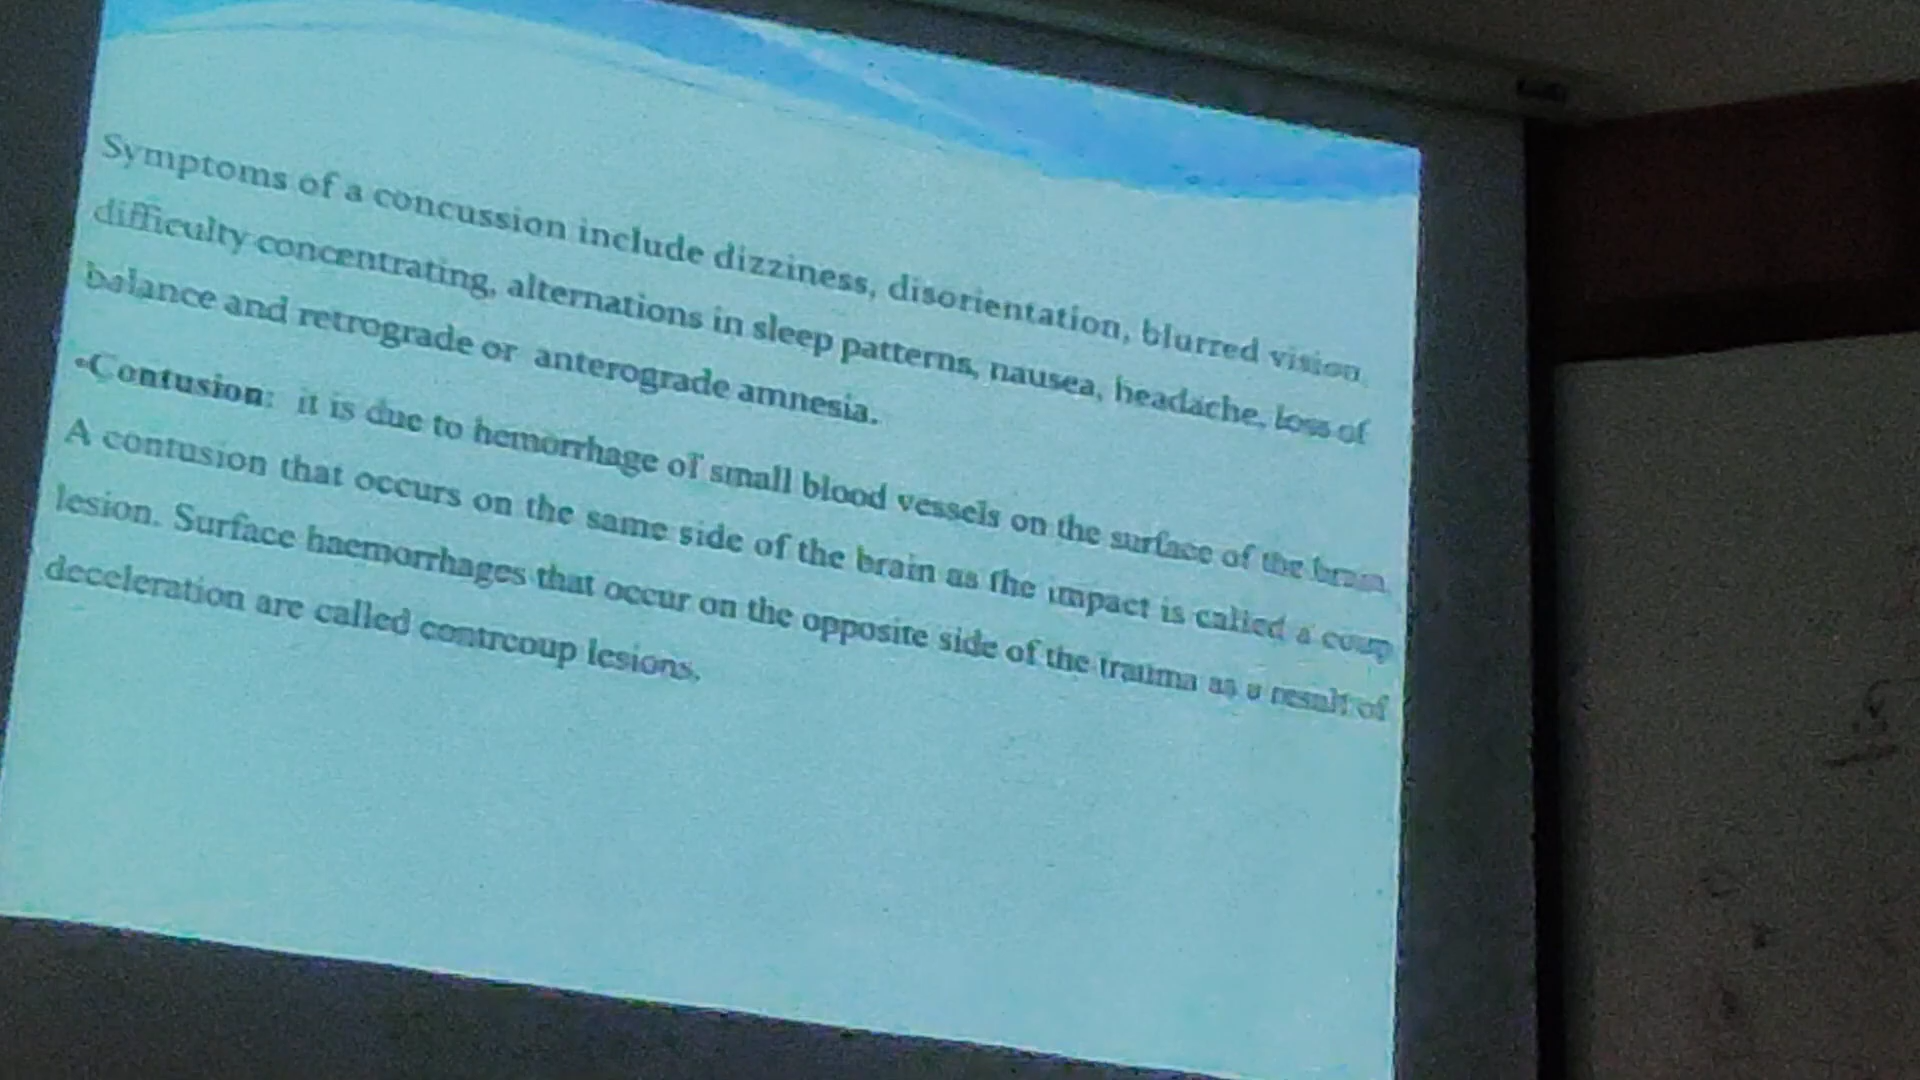 Symptoms of a concussion include dizziness, disorientation, blurred vision,
difficulty concentrating, alternations in sleep patterns, nausea, headache, loss of
balance and retrograde or anterograde amnesia.
•Contusion: it is due to hemorrhage of small blood vessels on the surface of the brain.
A contusion that occurs on the same side of the brain as the impact is called a coup
lesion. Surface haemorrhages that occur on the opposite side of the trauma as a result of
deceleration are called contrcoup lesions.